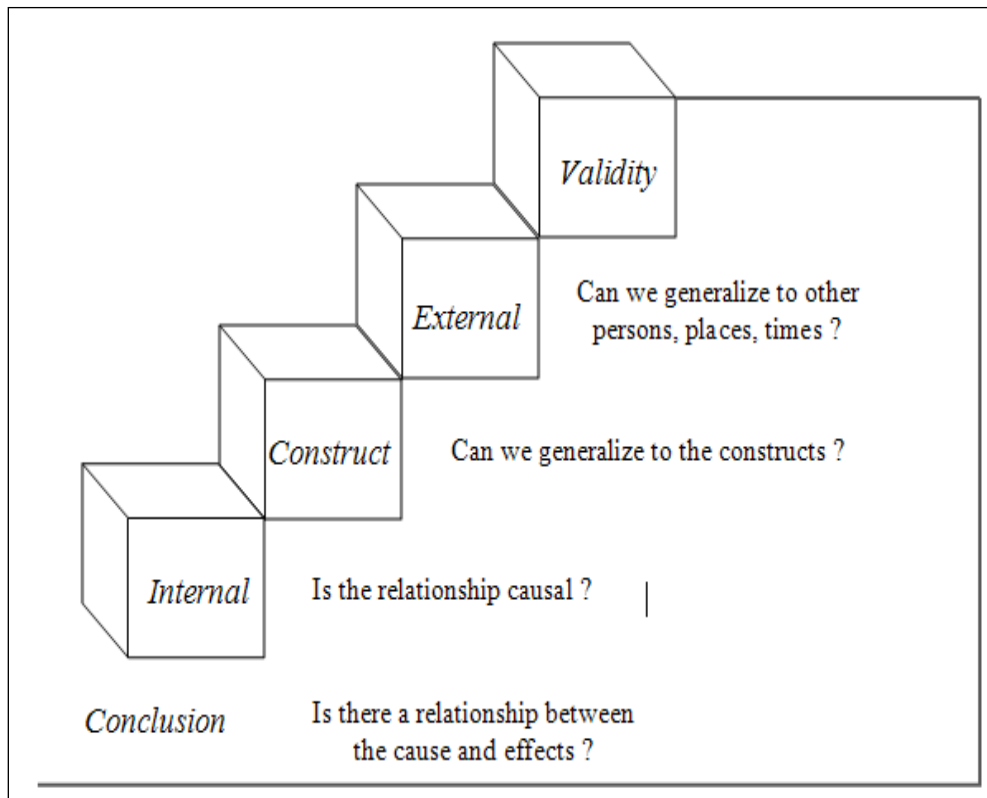 Validity
External
Can we generalize to other
persons, places, times ?
Construct
Can we generalize to the constructs ?
Internal
Is the relationship causal ?
Conclusion
Is there a relationship between
the cause and effects ?